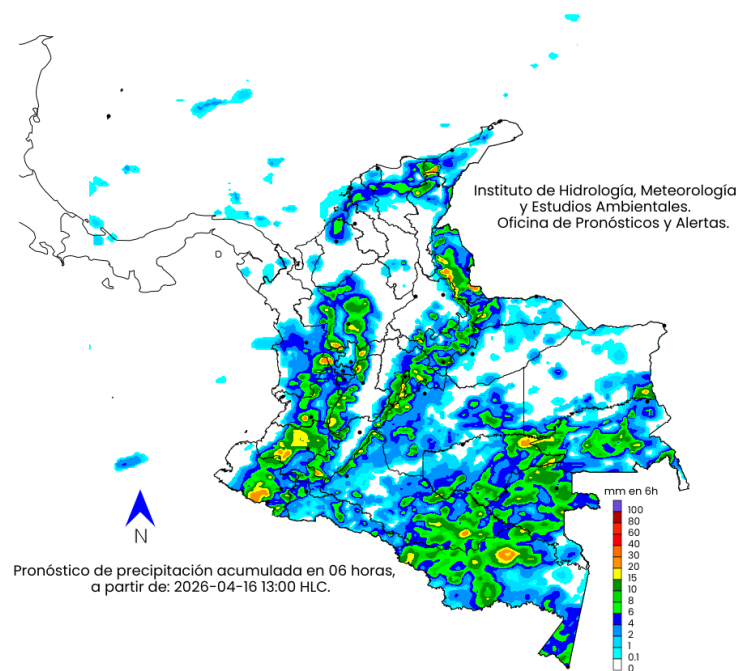 Instituto de Hidrología, Meteorología
y Estudios Ambientales.
Oficina de Pronósticos y Alertas.
N
Pronóstico de precipitación acumulada en 06 horas,
a partir de: 2026-04-16 13:00 HLC.
mm en 6h
100
80
60
40
30
20
15
10
8
6
4
2
1
0.1
0